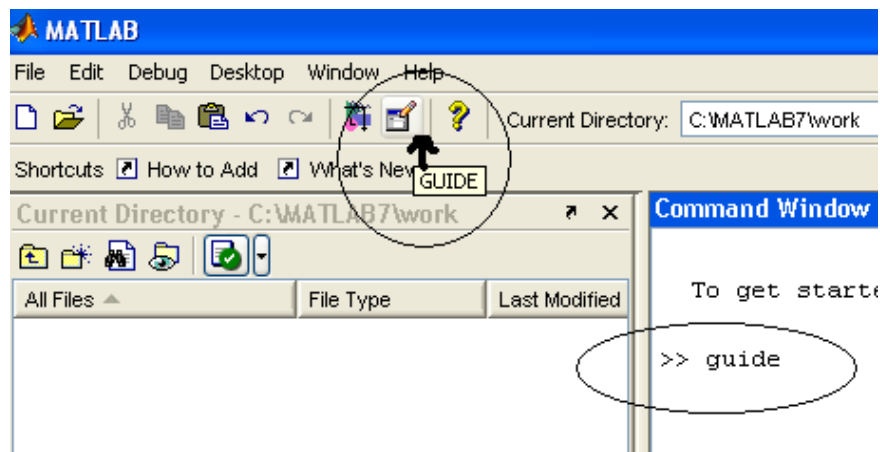 MATLAB
File Edit Debug Desktop Window Help
Current Directory: C:\MATLAB7\work
Shortcuts How to Add What's New
GUIDE
Current Directory - C:\MATLAB7\work
Command Window
All Files File Type Last Modified
To get starte
>> guide